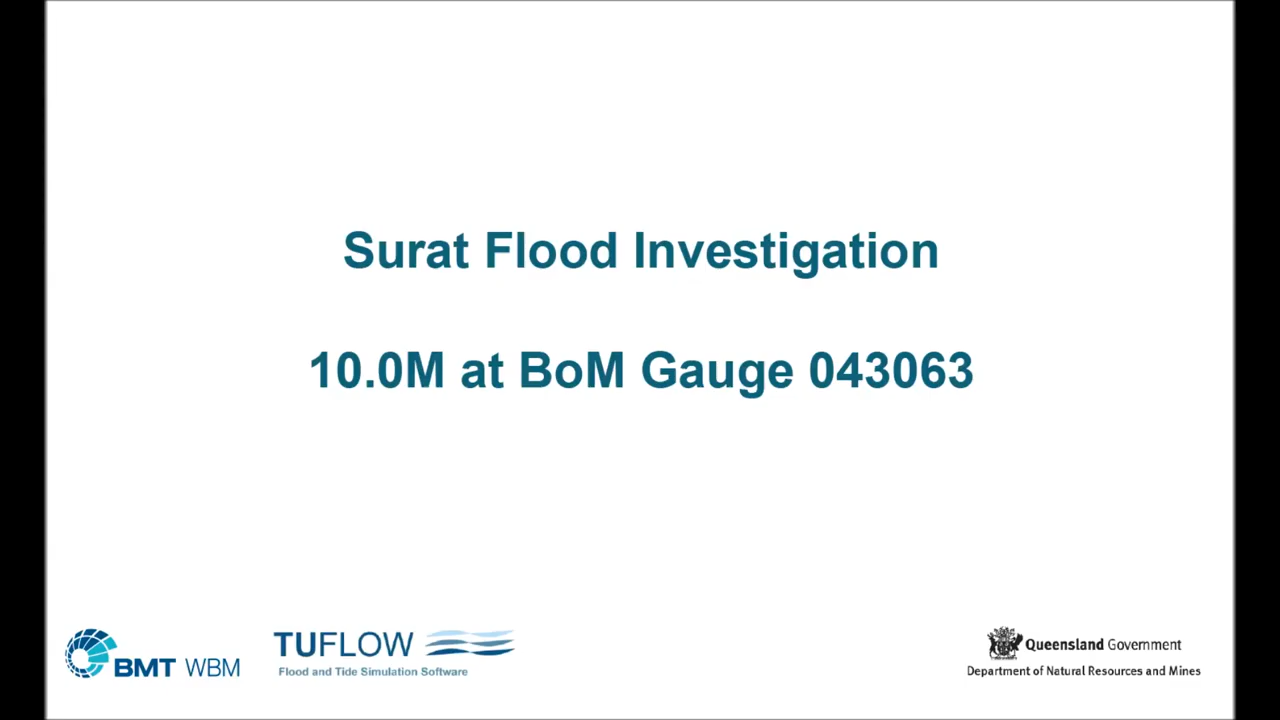 Surat Flood Investigation
10.0M at BoM Gauge 043063
BMT WBM
TUFLOW
Flood and Tide Simulation Software
Queensland Government
Department of Natural Resources and Mines